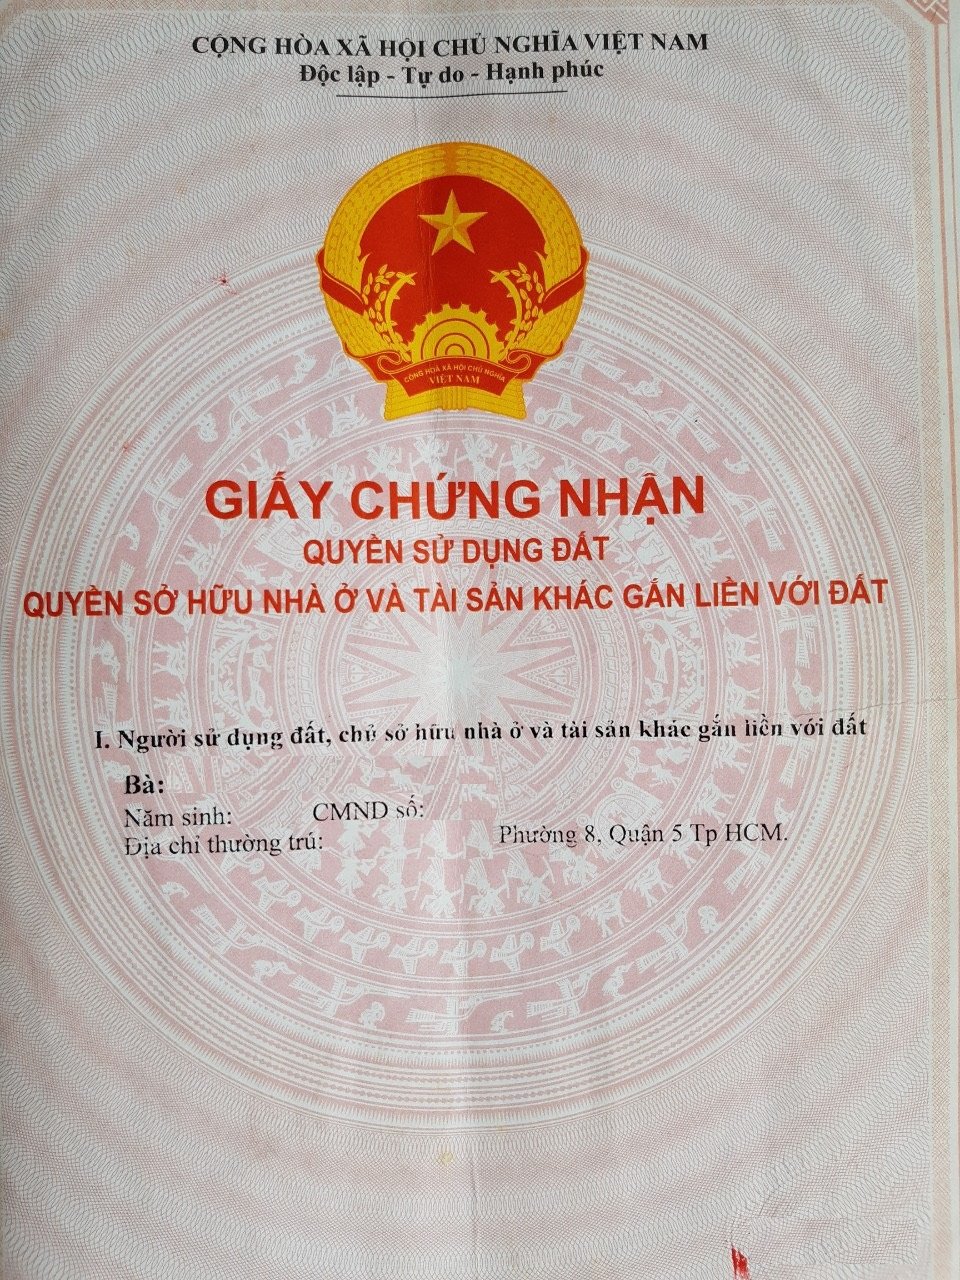 CỘNG HÒA XÃ HỘI CHỦ NGHĨA VIỆT NAM
Độc lập - Tự do - Hạnh phúc
CỘNG HOÀ XÃ HỘI CHỦ NGHĨA
VIỆT NAM
GIẤY CHỨNG NHẬN
QUYỀN SỬ DỤNG ĐẤT
QUYỀN SỞ HỮU NHÀ Ở VÀ TÀI SẢN KHÁC GẮN LIỀN VỚI ĐẤT
I. Người sử dụng đất, chủ sở hữu nhà ở và tài sản khác gắn liền với đất
Bà:
Năm sinh: CMND số:
Địa chỉ thường trú: Phường 8, Quận 5 Tp HCM.